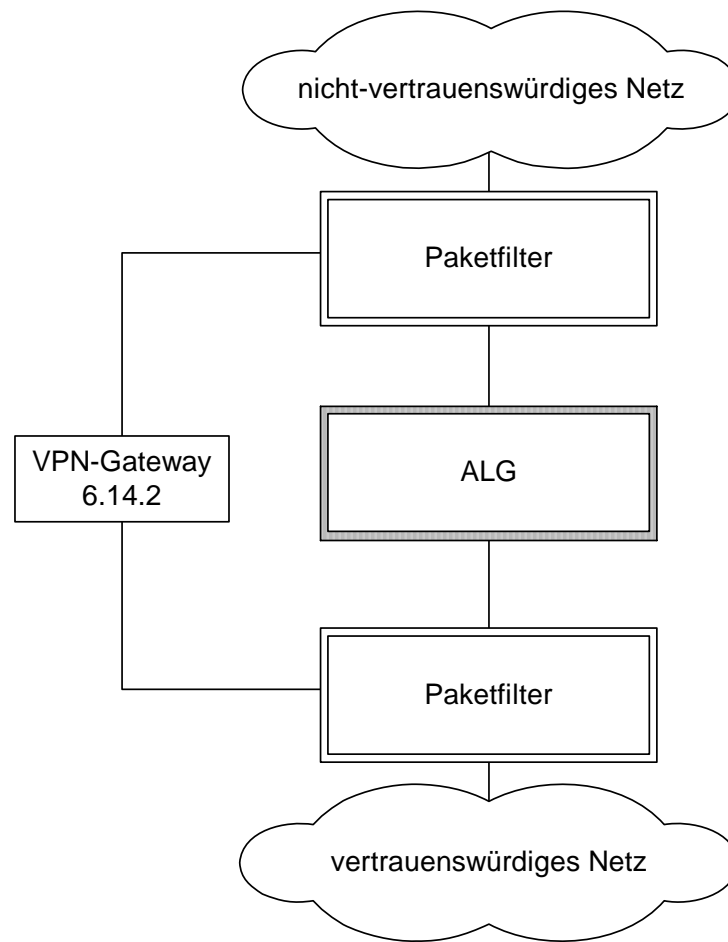 nicht-vertrauenswürdiges Netz
Paketfilter
ALG
VPN-Gateway
6.14.2
Paketfilter
vertrauenswürdiges Netz